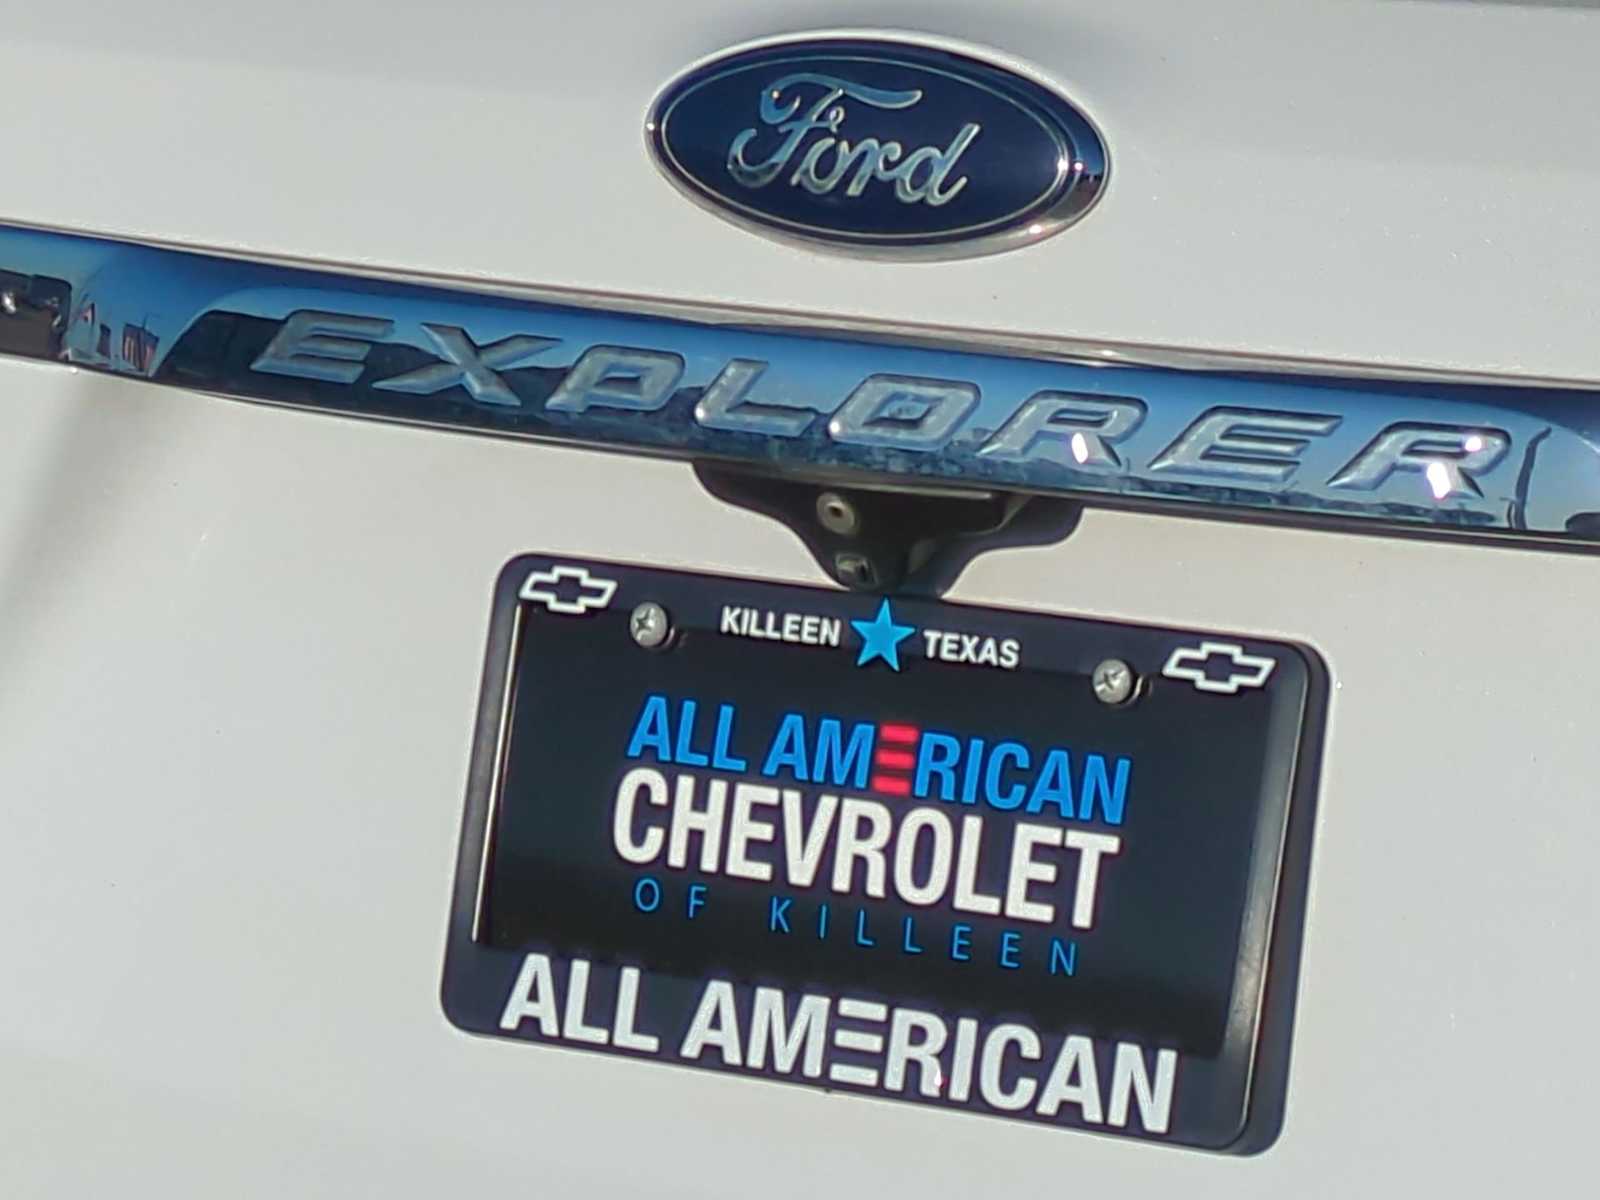 Ford
EXPLORER
KILLEEN TEXAS
ALL AMERICAN
CHEVROLET
OF KILLEEN
ALL AMERICAN